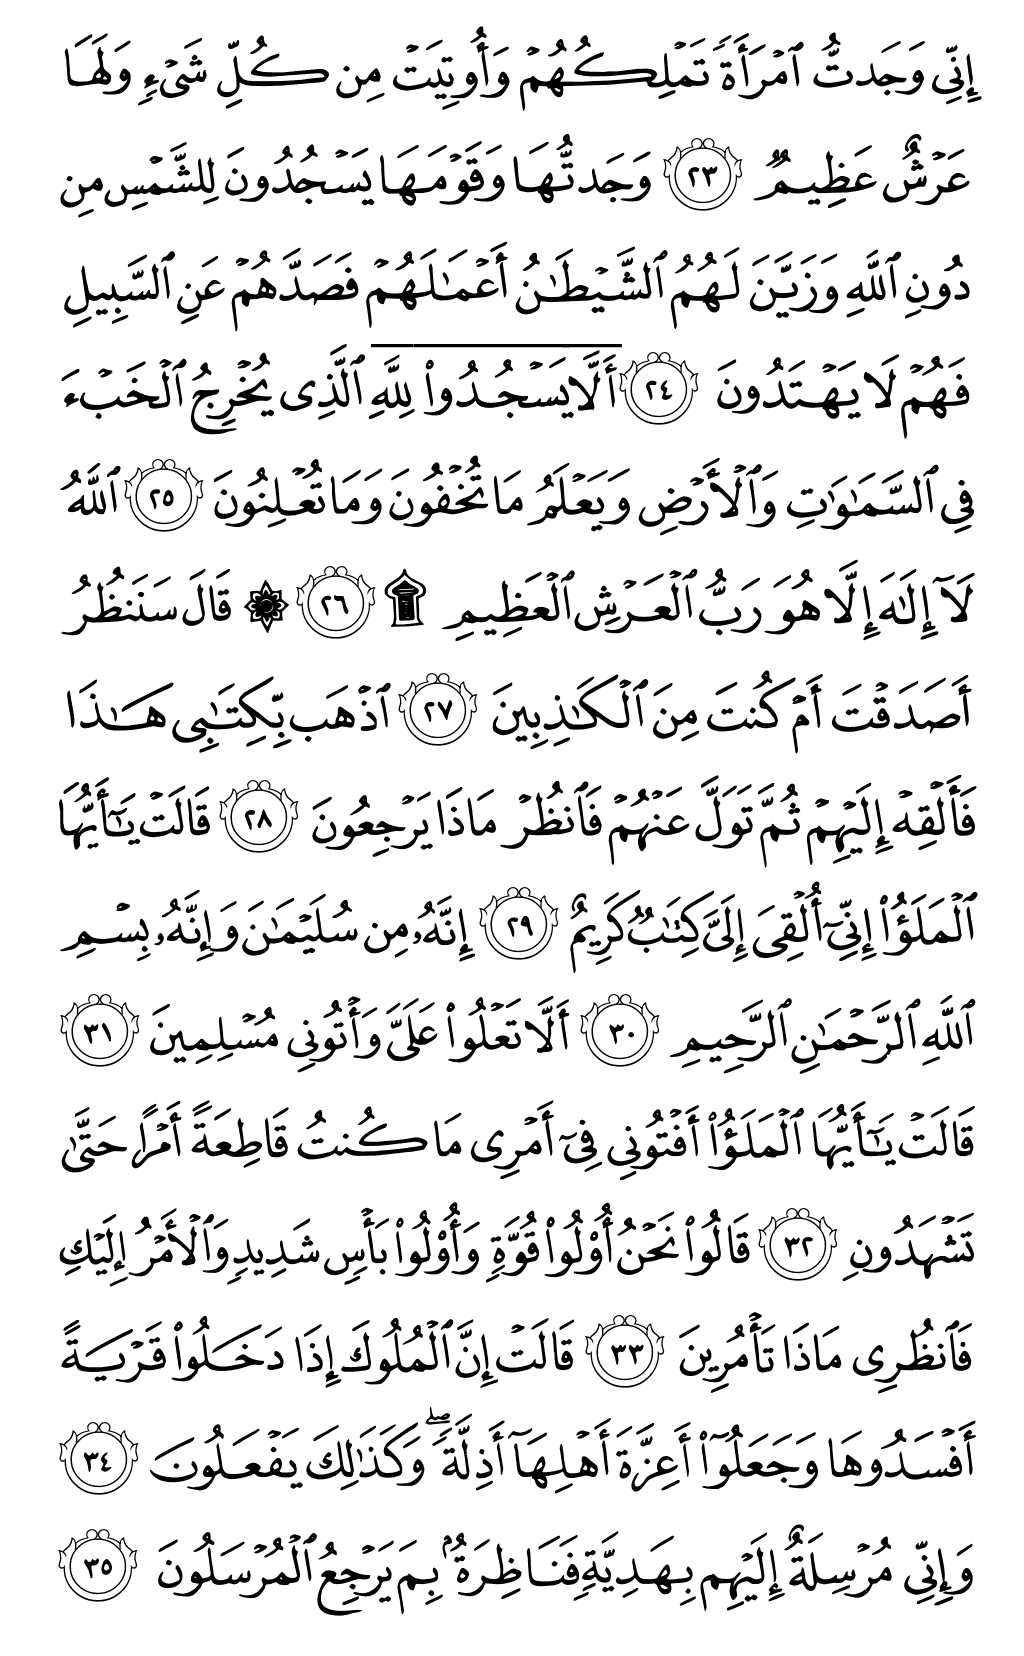 إِنِّي وَجَدتُّ ٱمۡرَأَةٗ تَمۡلِكُهُمۡ وَأُوتِيَتۡ مِن كُلِّ شَيۡءٖ وَلَهَا
عَرۡشٌ عَظِيمٞ ٢٣ وَجَدتُّهَا وَقَوۡمَهَا يَسۡجُدُونَ لِلشَّمۡسِ مِن
دُونِ ٱللَّهِ وَزَيَّنَ لَهُمُ ٱلشَّيۡطَٰنُ أَعۡمَٰلَهُمۡ فَصَدَّهُمۡ عَنِ ٱلسَّبِيلِ
فَهُمۡ لَا يَهۡتَدُونَ ٢٤ أَلَّا يَسۡجُدُواْۤ لِلَّهِ ٱلَّذِي يُخۡرِجُ ٱلۡخَبۡءَ
فِي ٱلسَّمَٰوَٰتِ وَٱلۡأَرۡضِ وَيَعۡلَمُ مَا تُخۡفُونَ وَمَا تُعۡلِنُونَ ٢٥ ٱللَّهُ
لَآ إِلَٰهَ إِلَّا هُوَ رَبُّ ٱلۡعَرۡشِ ٱلۡعَظِيمِ ۩ ٢٦ ۞ قَالَ سَنَنظُرُ
أَصَدَقۡتَ أَمۡ كُنتَ مِنَ ٱلۡكَٰذِبِينَ ٢٧ ٱذۡهَب بِّكِتَٰبِي هَٰذَا
فَأَلۡقِهۡ إِلَيۡهِمۡ ثُمَّ تَوَلَّ عَنۡهُمۡ فَٱنظُرۡ مَاذَا يَرۡجِعُونَ ٢٨ قَالَتۡ يَٰٓأَيُّهَا
ٱلۡمَلَؤُاْ إِنِّيٓ أُلۡقِيَ إِلَيَّ كِتَٰبٞ كَرِيمٌ ٢٩ إِنَّهُۥ مِن سُلَيۡمَٰنَ وَإِنَّهُۥ بِسۡمِ
ٱللَّهِ ٱلرَّحۡمَٰنِ ٱلرَّحِيمِ ٣٠ أَلَّا تَعۡلُواْ عَلَيَّ وَأۡتُونِي مُسۡلِمِينَ ٣١
قَالَتۡ يَٰٓأَيُّهَا ٱلۡمَلَؤُاْ أَفۡتُونِي فِيٓ أَمۡرِي مَا كُنتُ قَاطِعَةً أَمۡرًا حَتَّىٰ
تَشۡهَدُونِ ٣٢ قَالُواْ نَحۡنُ أُوْلُواْ قُوَّةٖ وَأُوْلُواْ بَأۡسٖ شَدِيدٖ وَٱلۡأَمۡرُ إِلَيۡكِ
فَٱنظُرِي مَاذَا تَأۡمُرِينَ ٣٣ قَالَتۡ إِنَّ ٱلۡمُلُوكَ إِذَا دَخَلُواْ قَرۡيَةً
أَفۡسَدُوهَا وَجَعَلُوٓاْ أَعِزَّةَ أَهۡلِهَآ أَذِلَّةٗۖ وَكَذَٰلِكَ يَفۡعَلُونَ ٣٤
وَإِنِّي مُرۡسِلَةٌ إِلَيۡهِم بِهَدِيَّةٖ فَنَاظِرَةُۢ بِمَ يَرۡجِعُ ٱلۡمُرۡسَلُونَ ٣٥